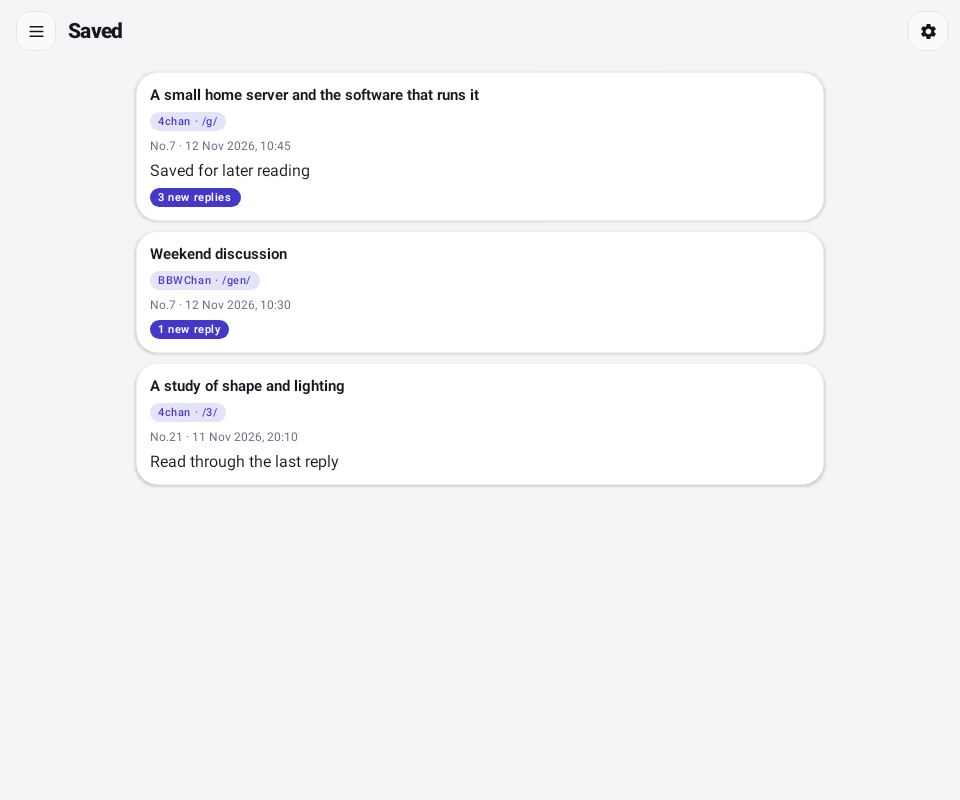 Saved
A small home server and the software that runs it
4chan · /g/
No.7 · 12 Nov 2026, 10:45
Saved for later reading
3 new replies
Weekend discussion
BBWChan · /gen/
No.7 · 12 Nov 2026, 10:30
1 new reply
A study of shape and lighting
4chan · /3/
No.21 · 11 Nov 2026, 20:10
Read through the last reply